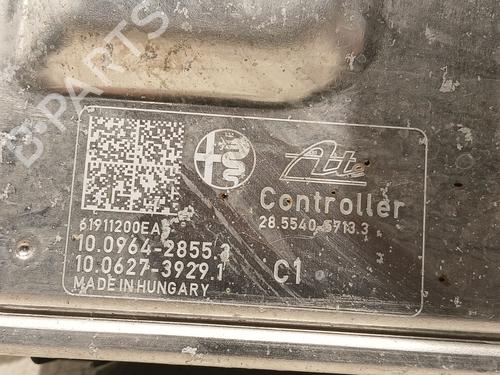 B-PARTS
Ate
Controller
28.5540-5713.3
61911200EA
10.0964-2855.3
10.0627-3929.1
C1
MADE IN HUNGARY